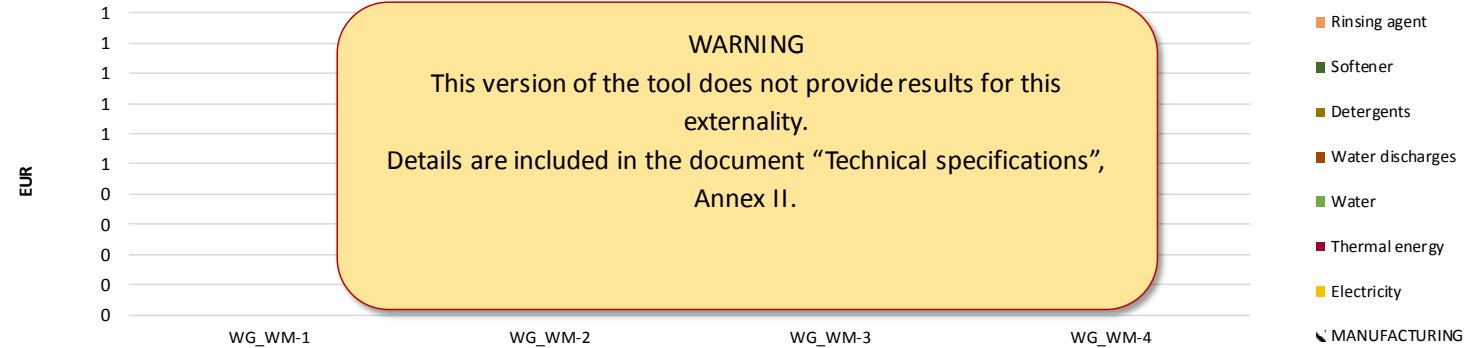 WARNING
This version of the tool does not provide results for this
externality.
Details are included in the document “Technical specifications”,
Annex II.
EUR
1
1
1
1
1
1
0
0
0
0
0
WG_WM-1
WG_WM-2
WG_WM-3
WG_WM-4
Rinsing agent
Softener
Detergents
Water discharges
Water
Thermal energy
Electricity
MANUFACTURING